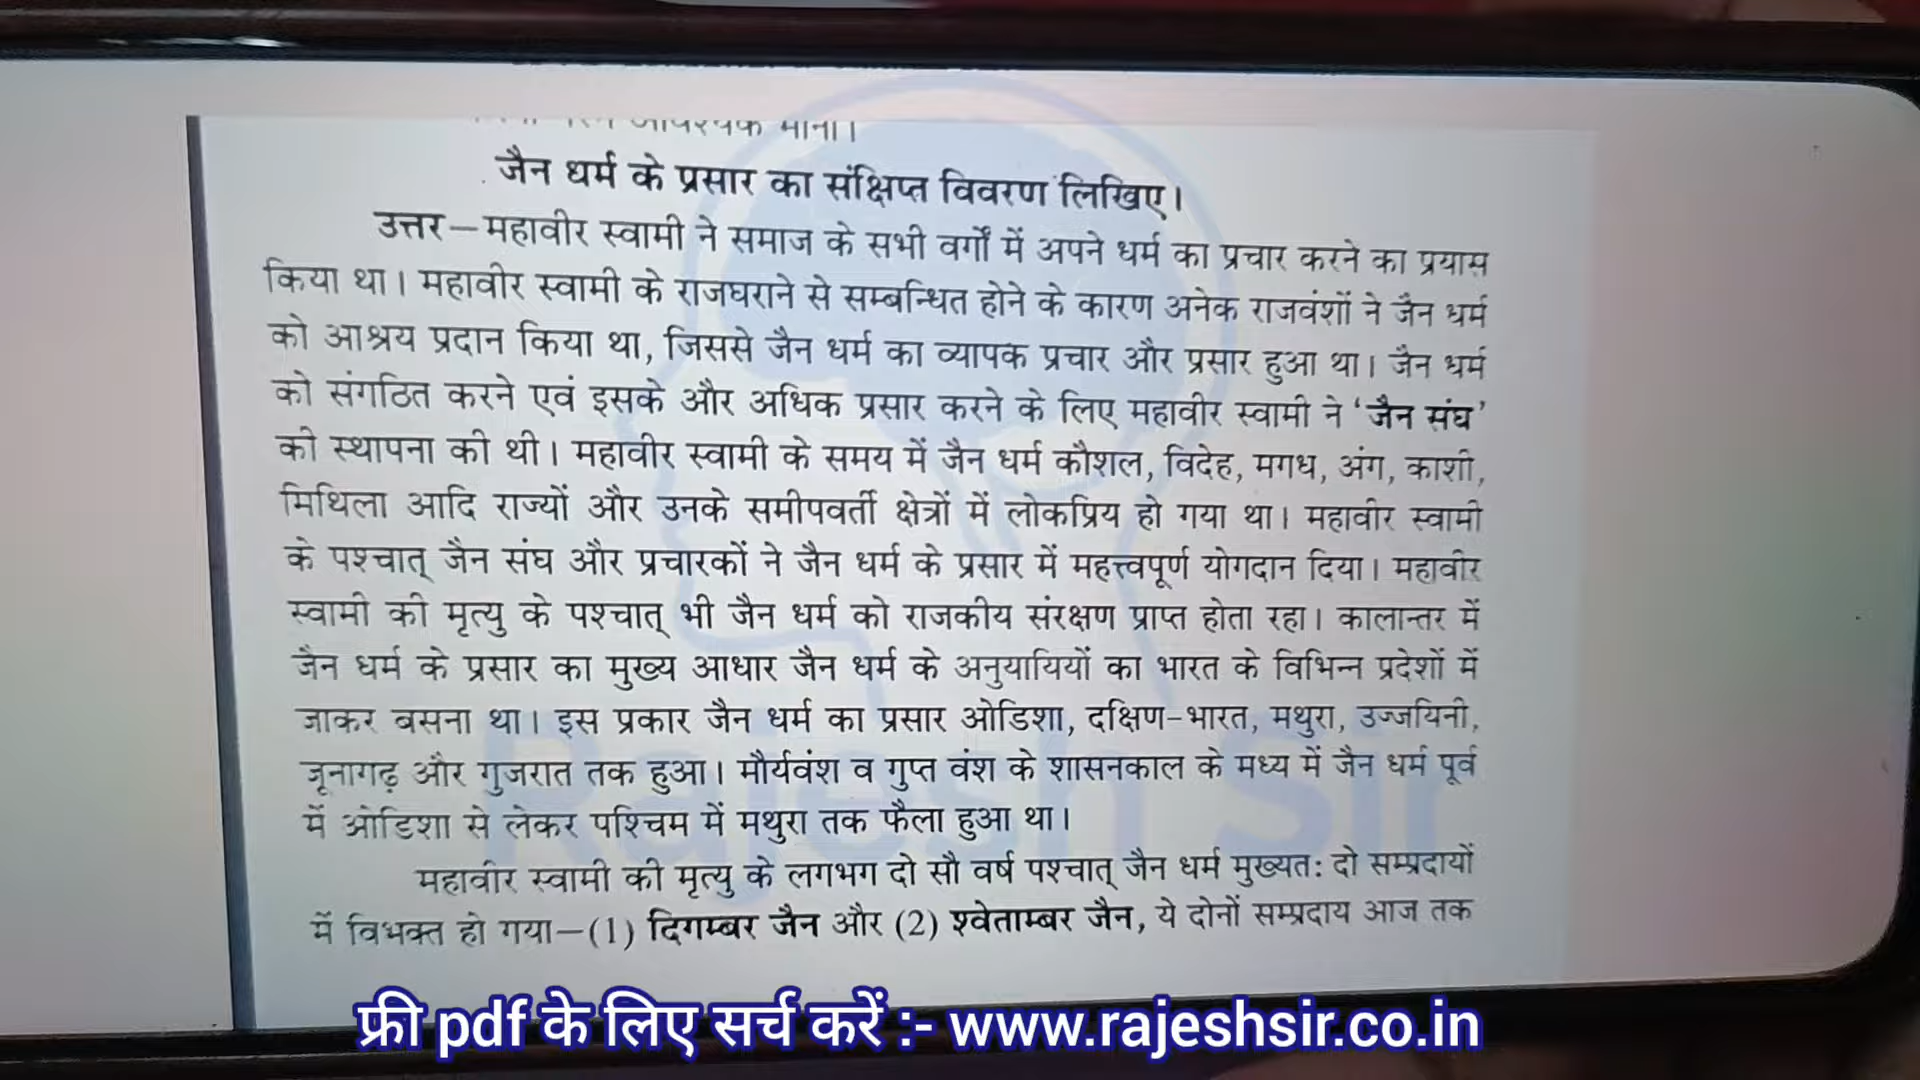 आवश्यक माना।
जैन धर्म के प्रसार का संक्षिप्त विवरण लिखिए।
उत्तर—महावीर स्वामी ने समाज के सभी वर्गों में अपने धर्म का प्रचार करने का प्रयास
किया था। महावीर स्वामी के राजघराने से सम्बन्धित होने के कारण अनेक राजवंशों ने जैन धर्म
को आश्रय प्रदान किया था, जिससे जैन धर्म का व्यापक प्रचार और प्रसार हुआ था। जैन धर्म
को संगठित करने एवं इसके और अधिक प्रसार करने के लिए महावीर स्वामी ने ‘जैन संघ’
की स्थापना की थी। महावीर स्वामी के समय में जैन धर्म कौशल, विदेह, मगध, अंग, काशी,
मिथिला आदि राज्यों और उनके समीपवर्ती क्षेत्रों में लोकप्रिय हो गया था। महावीर स्वामी
के पश्चात् जैन संघ और प्रचारकों ने जैन धर्म के प्रसार में महत्त्वपूर्ण योगदान दिया। महावीर
स्वामी की मृत्यु के पश्चात् भी जैन धर्म को राजकीय संरक्षण प्राप्त होता रहा। कालान्तर में
जैन धर्म के प्रसार का मुख्य आधार जैन धर्म के अनुयायियों का भारत के विभिन्न प्रदेशों में
जाकर बसना था। इस प्रकार जैन धर्म का प्रसार ओडिशा, दक्षिण-भारत, मथुरा, उज्जयिनी,
जूनागढ़ और गुजरात तक हुआ। मौर्यवंश व गुप्त वंश के शासनकाल के मध्य में जैन धर्म पूर्व
में ओडिशा से लेकर पश्चिम में मथुरा तक फैला हुआ था।
महावीर स्वामी की मृत्यु के लगभग दो सौ वर्ष पश्चात् जैन धर्म मुख्यतः दो सम्प्रदायों
में विभक्त हो गया—(1) दिगम्बर जैन और (2) श्वेताम्बर जैन, ये दोनों सम्प्रदाय आज तक
Rajesh Sir
फ्री pdf के लिए सर्च करें :- www.rajeshsir.co.in